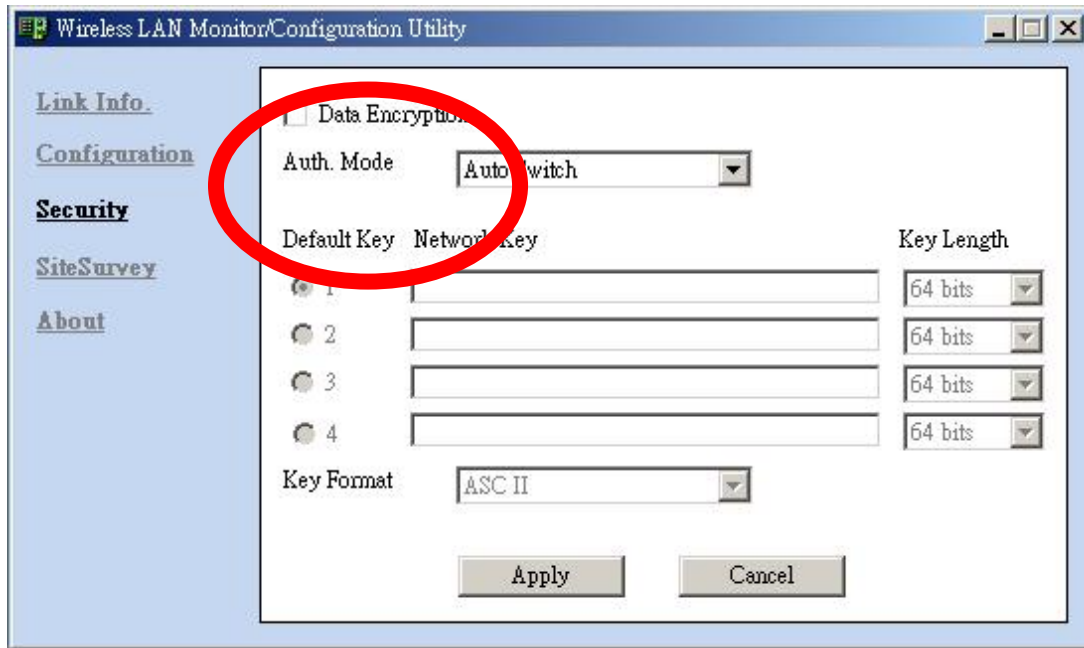 Wireless LAN Monitor/Configuration Utility
Link Info.
Configuration
Security
SiteSurvey
About
Data Encryption
Auth. Mode
Auto Switch
Default Key Network Key Key Length
1 64 bits
2 64 bits
3 64 bits
4 64 bits
Key Format ASC II
Apply Cancel